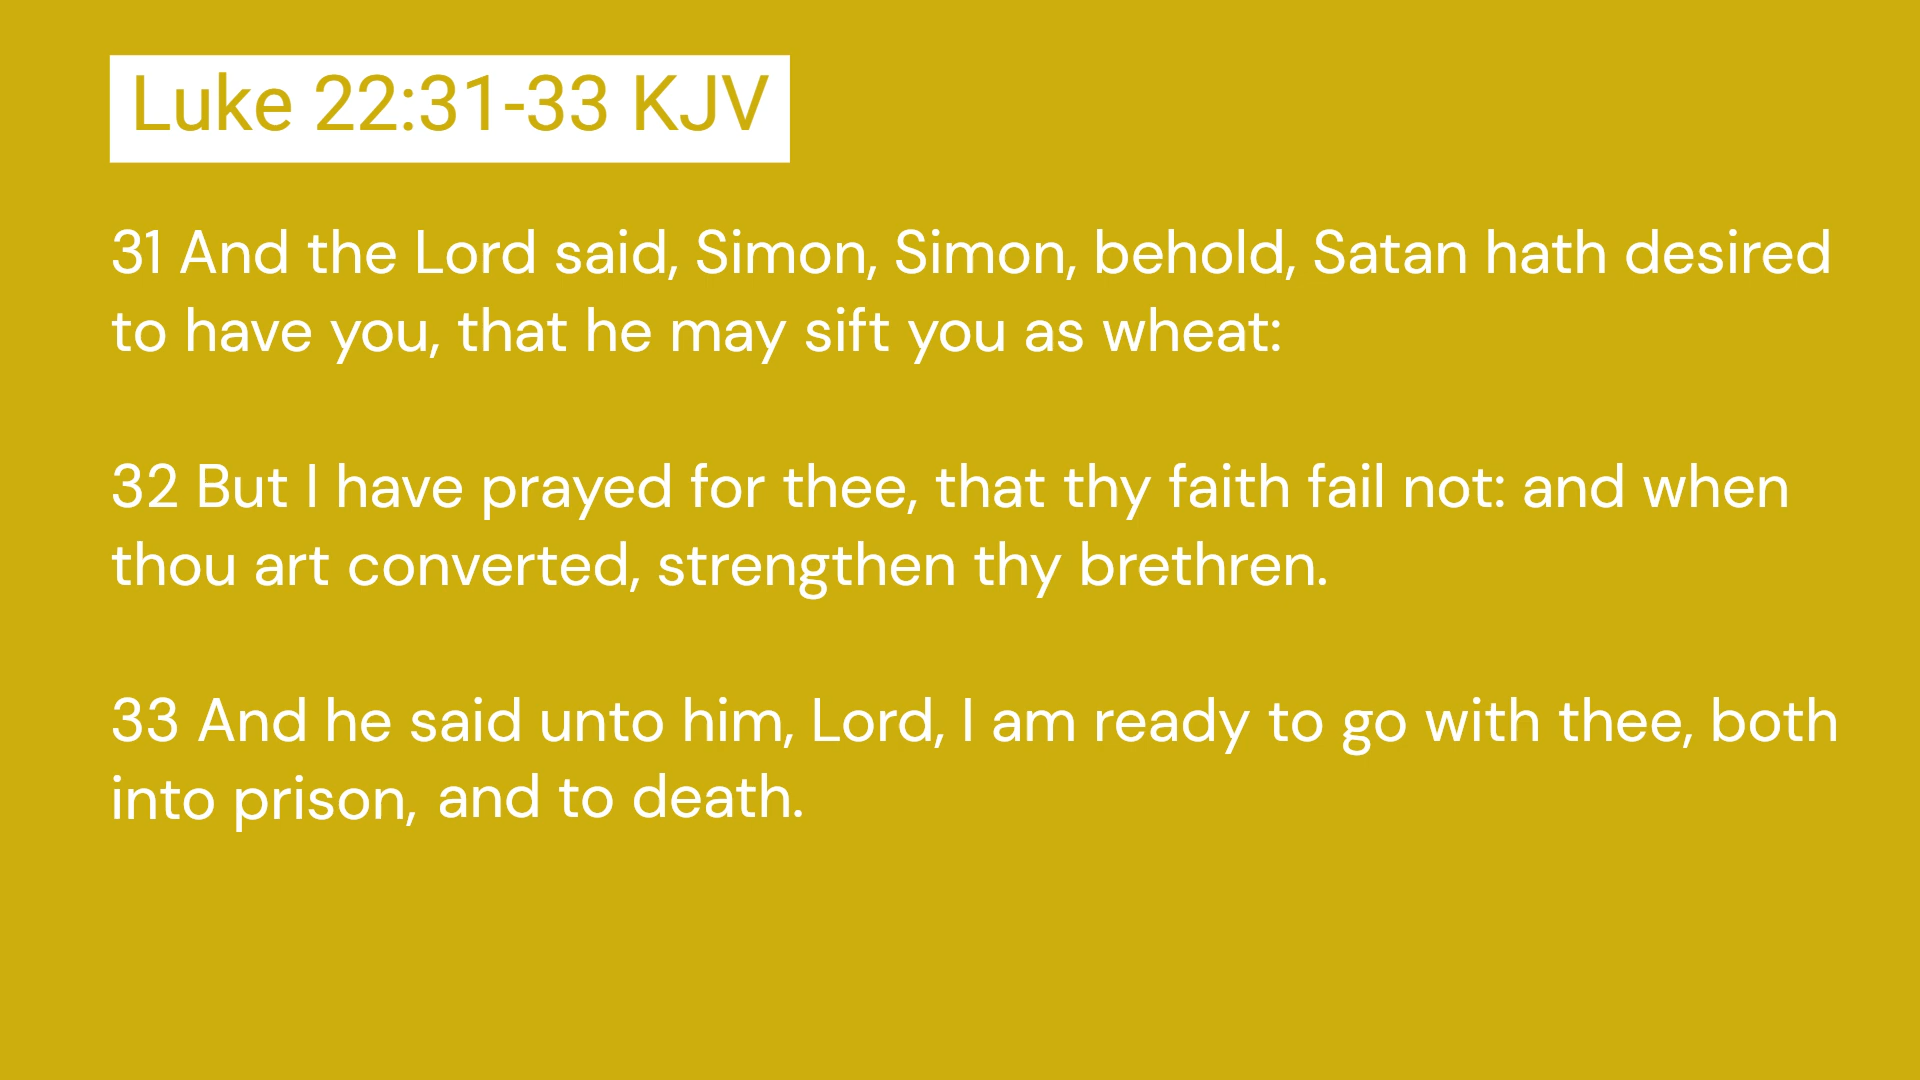 Luke 22:31-33 KJV
31 And the Lord said, Simon, Simon, behold, Satan hath desired
to have you, that he may sift you as wheat:
32 But I have prayed for thee, that thy faith fail not: and when
thou art converted, strengthen thy brethren.
33 And he said unto him, Lord, I am ready to go with thee, both
into prison, and to death.